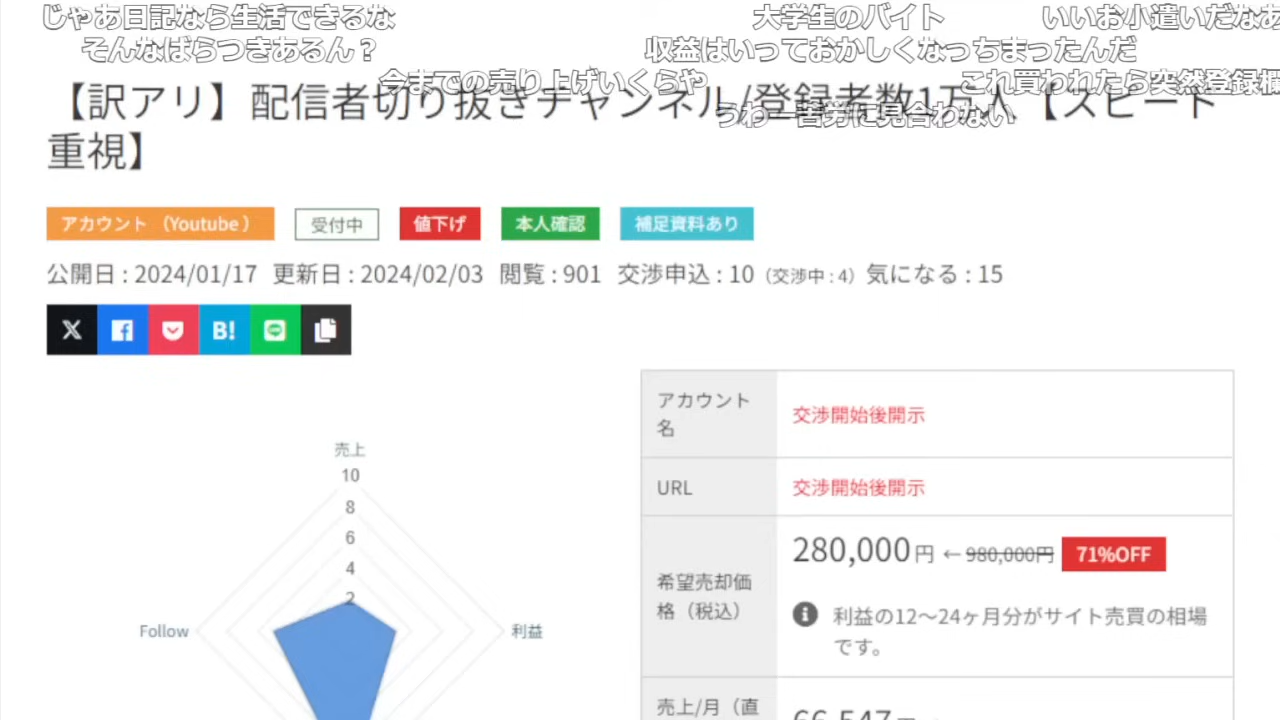 じゃあ日記なら生活できるな
大学生のバイト
いいお小遣いだなあ
そんなばらつきあるん？
収益はいっておかしくなっちまったんだ
今までの売り上げいくらや
これ買われたら突然登録欄
【訳アリ】配信者切り抜きチャンネル/登録者数1万人【スピード
うわー苦労に見合わない
重視】
アカウント （Youtube ）
受付中
値下げ
本人確認
補足資料あり
公開日 : 2024/01/17 更新日 : 2024/02/03 閲覧 : 901 交渉申込 : 10（交渉中 : 4）気になる : 15
B!
LINE
アカウント
名
交渉開始後開示
URL
交渉開始後開示
希望売却価
格（税込）
280,000円 ←980,000円 71%OFF
利益の12～24ヶ月分がサイト売買の相場
です。
売上/月（直
66,547円
売上
10
8
6
4
2
Follow
利益